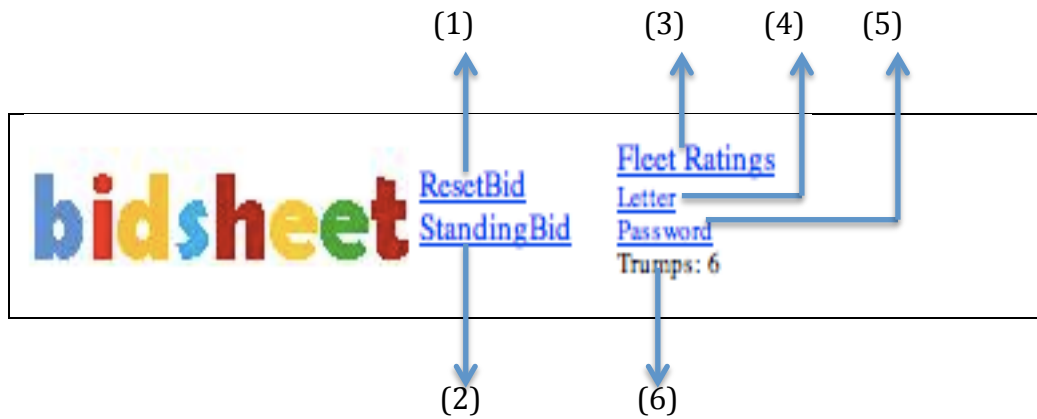 (1) (3) (4) (5)
bidsheet
ResetBid
StandingBid
Fleet Ratings
Letter
Password
Trumps: 6
(2) (6)